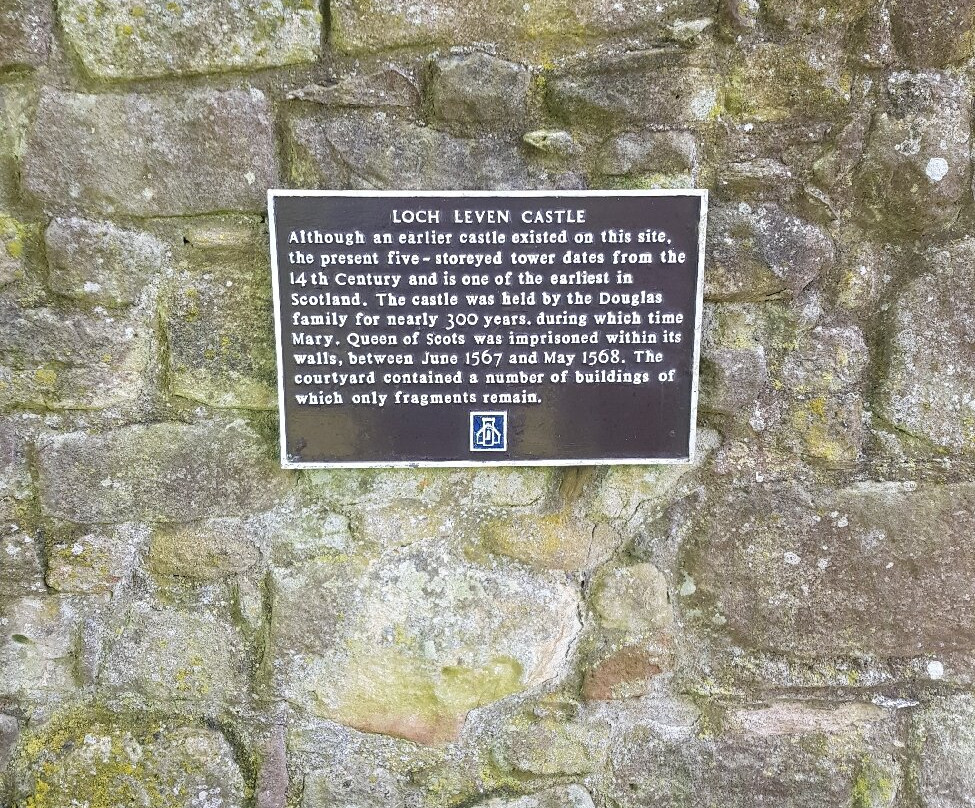 LOCH LEVEN CASTLE
Although an earlier castle existed on this site,
the present five-storeyed tower dates from the
14th Century and is one of the earliest in
Scotland. The castle was held by the Douglas
family for nearly 300 years. during which time
Mary. Queen of Scots was imprisoned within its
walls, between June 1567 and May 1568. The
courtyard contained a number of buildings of
which only fragments remain.